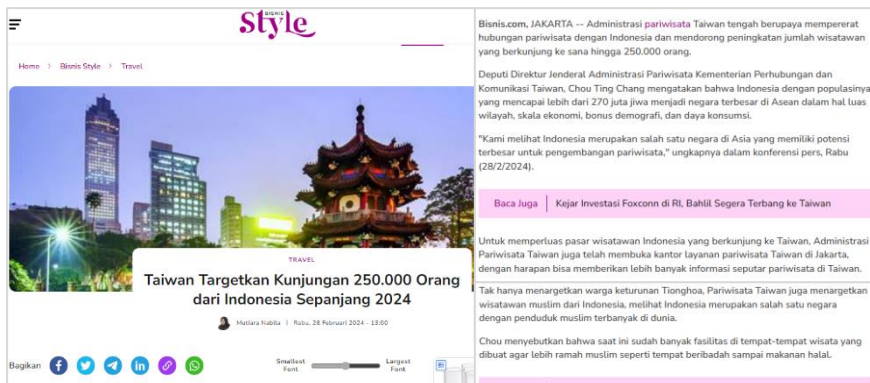 BISNIS
Style
Home > Bisnis Style > Travel
TRAVEL
Taiwan Targetkan Kunjungan 250.000 Orang
dari Indonesia Sepanjang 2024
Mutiara Nabila | Rabu, 28 Februari 2024 - 13:00
Bagikan
Smallest
Font
Largest
Font
Bisnis.com, JAKARTA -- Administrasi pariwisata Taiwan tengah berupaya mempererat
hubungan pariwisata dengan Indonesia dan mendorong peningkatan jumlah wisatawan
yang berkunjung ke sana hingga 250.000 orang.
Deputi Direktur Jenderal Administrasi Pariwisata Kementerian Perhubungan dan
Komunikasi Taiwan, Chou Ting Chang mengatakan bahwa Indonesia dengan populasinya
yang mencapai lebih dari 270 juta jiwa menjadi negara terbesar di Asean dalam hal luas
wilayah, skala ekonomi, bonus demografi, dan daya konsumsi.
"Kami melihat Indonesia merupakan salah satu negara di Asia yang memiliki potensi
terbesar untuk pengembangan pariwisata," ungkapnya dalam konferensi pers, Rabu
(28/2/2024).
Baca Juga | Kejar Investasi Foxconn di RI, Bahlil Segera Terbang ke Taiwan
Untuk memperluas pasar wisatawan Indonesia yang berkunjung ke Taiwan, Administrasi
Pariwisata Taiwan juga telah membuka kantor layanan pariwisata Taiwan di Jakarta,
dengan harapan bisa memberikan lebih banyak informasi seputar pariwisata di Taiwan.
Tak hanya menargetkan warga keturunan Tionghoa, Pariwisata Taiwan juga menargetkan
wisatawan muslim dari Indonesia, melihat Indonesia merupakan salah satu negara
dengan penduduk muslim terbanyak di dunia.
Chou menyebutkan bahwa saat ini sudah banyak fasilitas di tempat-tempat wisata yang
dibuat agar lebih ramah muslim seperti tempat beribadah sampai makanan halal.